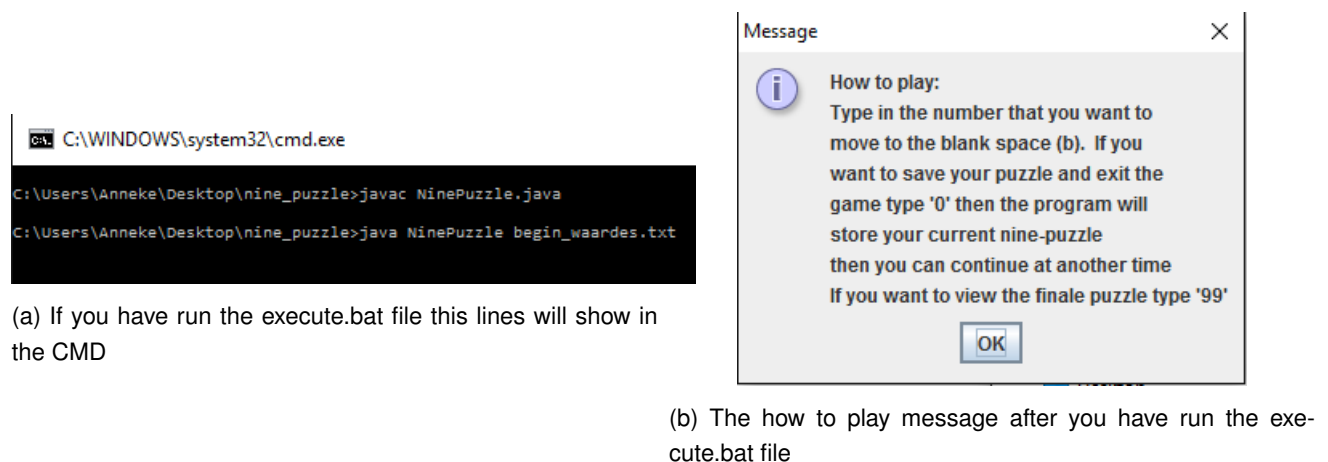 C:\WINDOWS\system32\cmd.exe
C:\Users\Anneke\Desktop\nine_puzzle>javac NinePuzzle.java
C:\Users\Anneke\Desktop\nine_puzzle>java NinePuzzle begin_waardes.txt
(a) If you have run the execute.bat file this lines will show in
the CMD
Message
How to play:
Type in the number that you want to
move to the blank space (b). If you
want to save your puzzle and exit the
game type '0' then the program will
store your current nine-puzzle
then you can continue at another time
If you want to view the finale puzzle type '99'
OK
(b) The how to play message after you have run the exe-
cute.bat file